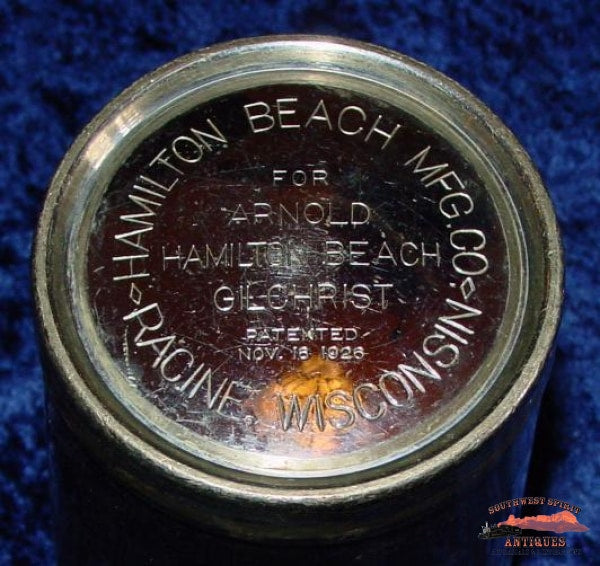 HAMILTON BEACH MFG. CO.
FOR
ARNOLD
HAMILTON BEACH
GILCHRIST
PATENTED
NOV. 16 1926
RACINE, WISCONSIN
SOUTHWEST SPIRIT
ANTIQUES